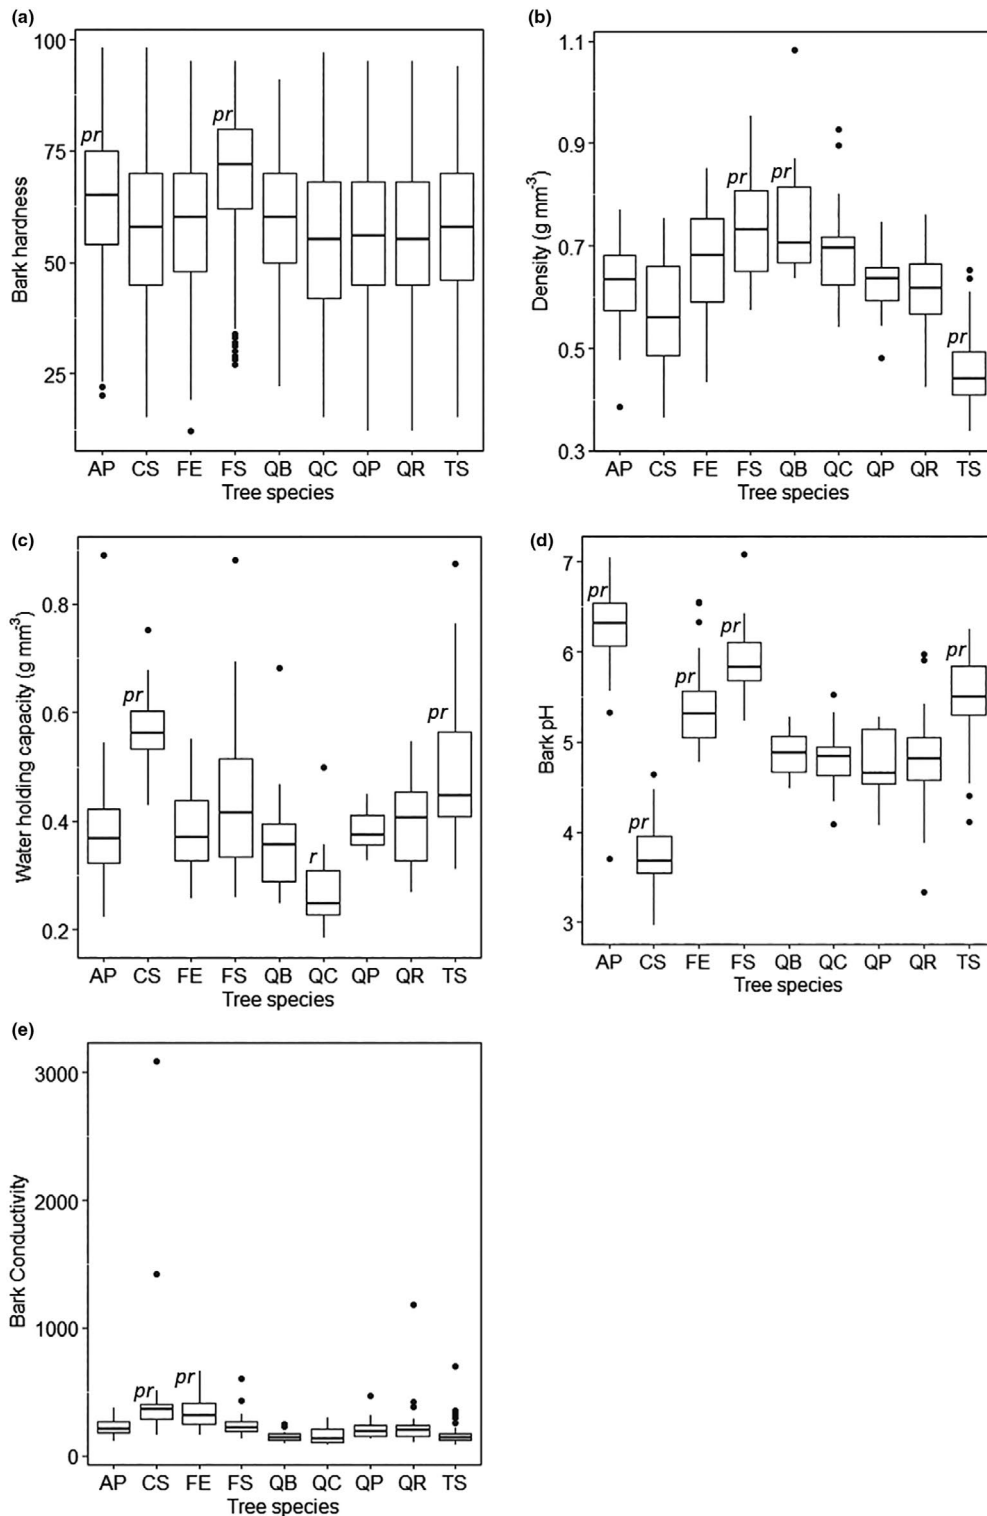 (a)
100
75
50
25
Bark hardness
pr
pr
AP CS FE FS QB QC QP QR TS
Tree species
(b)
1.1
0.9
0.7
0.5
0.3
Density (g mm-3)
pr
pr
pr
AP CS FE FS QB QC QP QR TS
Tree species
(c)
0.8
0.6
0.4
0.2
Water holding capacity (g mm-3)
pr
r
pr
AP CS FE FS QB QC QP QR TS
Tree species
(d)
7
6
5
4
3
Bark pH
pr
pr
pr
pr
pr
AP CS FE FS QB QC QP QR TS
Tree species
(e)
3000
2000
1000
0
Bark Conductivity
pr
pr
AP CS FE FS QB QC QP QR TS
Tree species